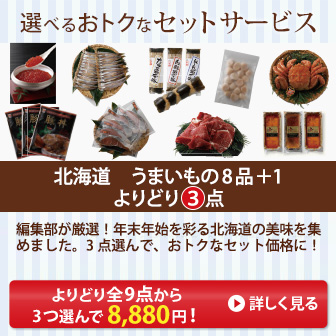 選べるおトクなセットサービス
北海道　うまいもの８品＋1
よりどり③点
編集部が厳選！年末年始を彩る北海道の美味を集
めました。３点選んで、おトクなセット価格に！
よりどり全９点から
３つ選んで 8,880円！
詳しく見る